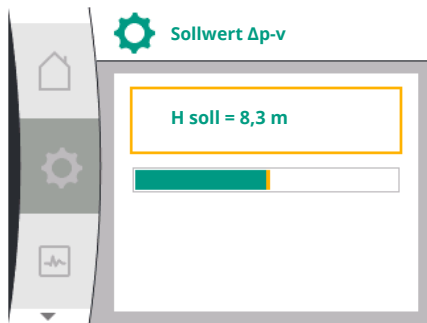 Sollwert Δp-v
H soll = 8,3 m